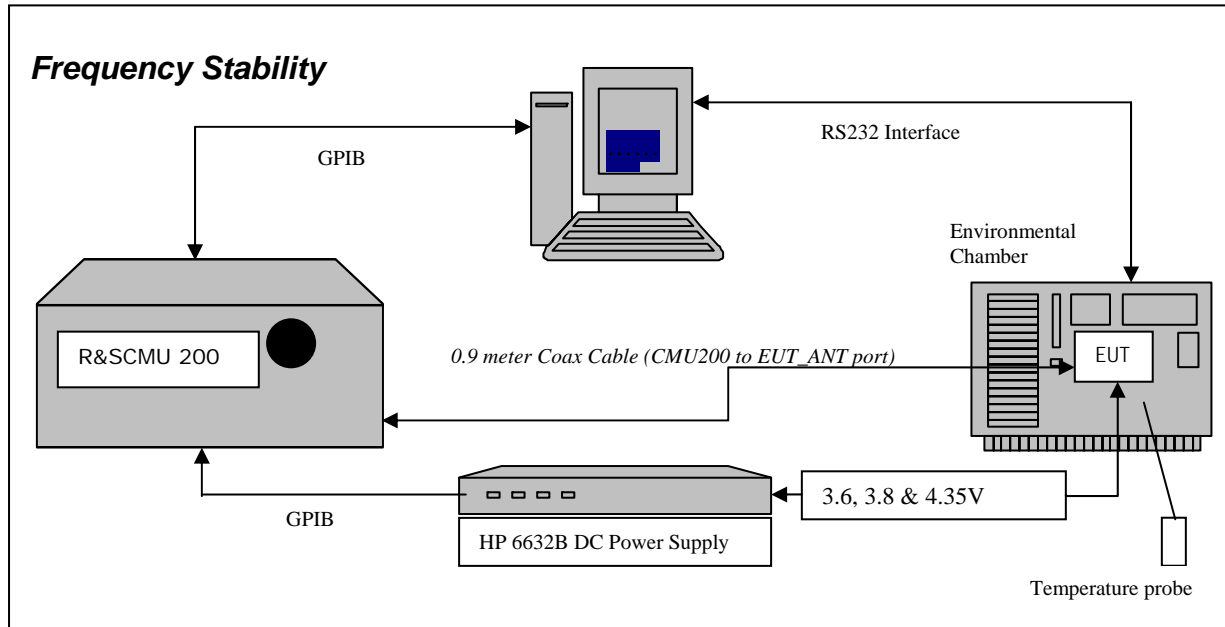 Frequency Stability
RS232 Interface
GPIB
Environmental
Chamber
R&SCMU 200
0.9 meter Coax Cable (CMU200 to EUT_ANT port)
EUT
3.6, 3.8 & 4.35V
GPIB
HP 6632B DC Power Supply
Temperature probe